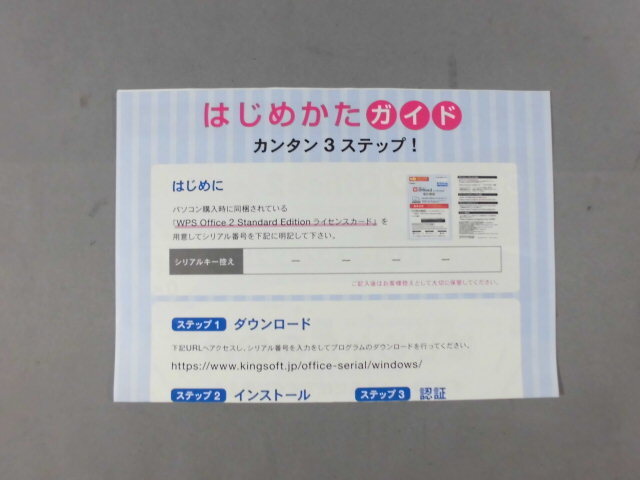 はじめかたガイド
カンタン3ステップ！
はじめに
パソコン購入時に同梱されている
「WPS Office 2 Standard Edition ライセンスカード」を
用意してシリアル番号を下記に明記して下さい。
シリアルキー控え ー ー ー ー
ご記入後はお客様控えとして大切に保管してください。
ステップ1 ダウンロード
下記URLへアクセスし、シリアル番号を入力をしてプログラムのダウンロードを行ってください。
https://www.kingsoft.jp/office-serial/windows/
ステップ2 インストール ステップ3 認証